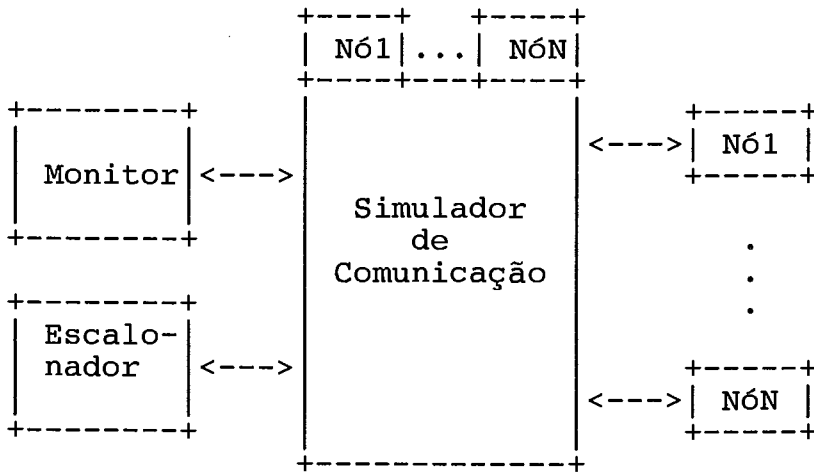 Nó1 ... NóN
Monitor
Escalo-
nador
Simulador
de
Comunicação
Nó1
.
.
.
NóN